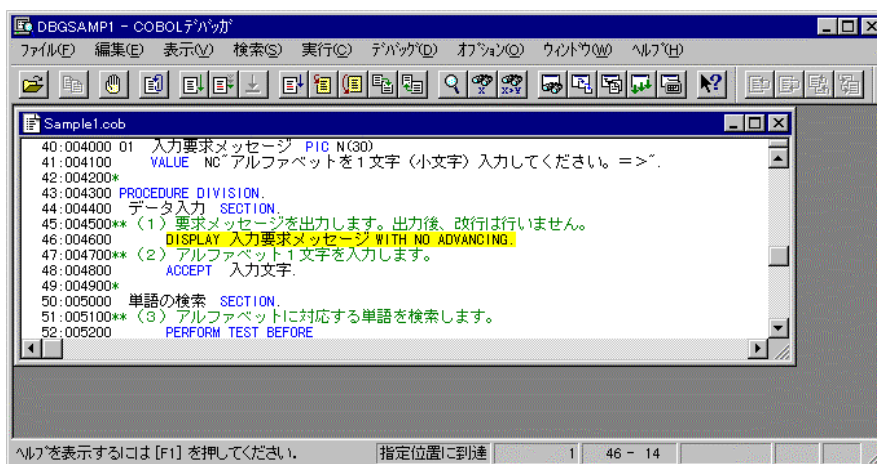 DBGSAMP1 - COBOLﾃﾞﾊﾞｯｶﾞ
ﾌｧｲﾙ(F) 編集(E) 表示(V) 検索(S) 実行(C) ﾃﾞﾊﾞｯｸﾞ(D) ｵﾌﾟｼｮﾝ(O) ｳｨﾝﾄﾞｳ(W) ﾍﾙﾌﾟ(H)
Sample1.cob
40:004000 01 入力要求メッセージ PIC N(30)
41:004100 VALUE NC"アルファベットを１文字（小文字）入力してください。＝＞".
42:004200*
43:004300 PROCEDURE DIVISION.
44:004400 データ入力 SECTION.
45:004500** （１）要求メッセージを出力します。出力後、改行は行いません。
46:004600 DISPLAY 入力要求メッセージ WITH NO ADVANCING.
47:004700** （２）アルファベット１文字を入力します。
48:004800 ACCEPT 入力文字.
49:004900*
50:005000 単語の検索 SECTION.
51:005100** （３）アルファベットに対応する単語を検索します。
52:005200 PERFORM TEST BEFORE
ﾍﾙﾌﾟを表示するには [F1] を押してください. 指定位置に到達 1 46 - 14